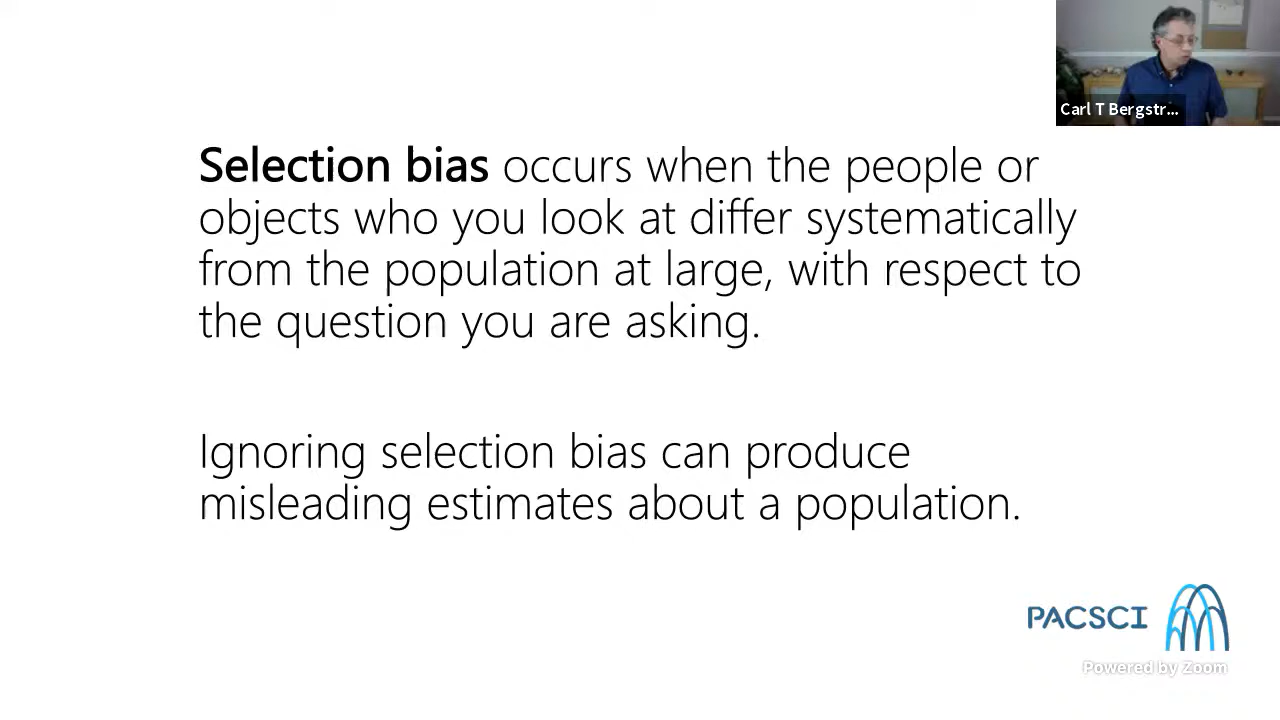 Carl T Bergstr...
Selection bias occurs when the people or
objects who you look at differ systematically
from the population at large, with respect to
the question you are asking.
Ignoring selection bias can produce
misleading estimates about a population.
PACSCI
Powered by Zoom